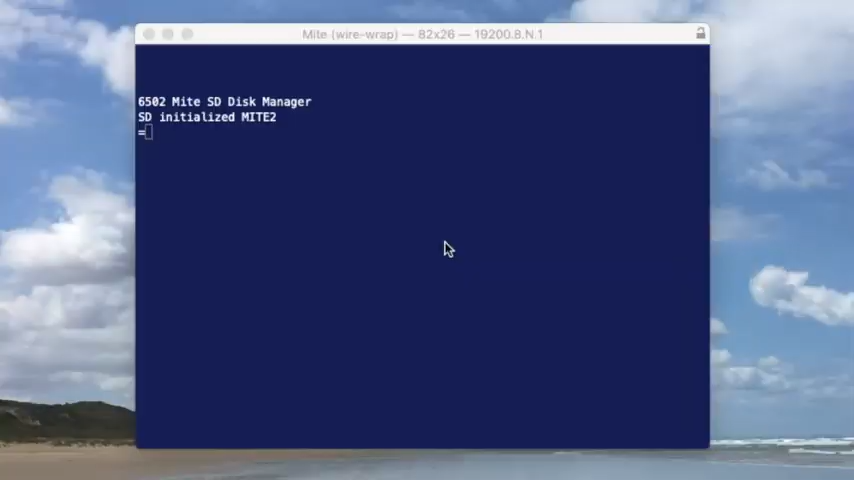 Mite (wire-wrap) — 82x26 — 19200.8.N.1
6502 Mite SD Disk Manager
SD initialized MITE2
=